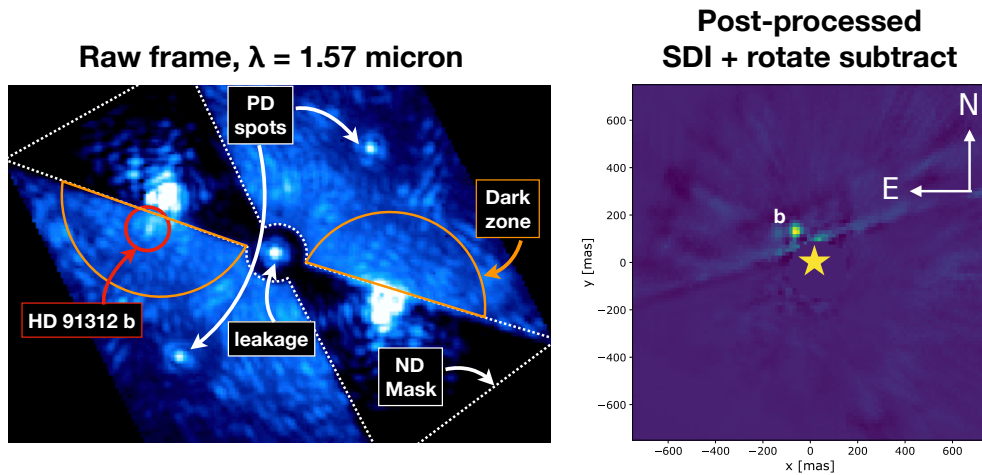 Raw frame, λ = 1.57 micron
PD
spots
Dark
zone
HD 91312 b
leakage
ND
Mask
Post-processed
SDI + rotate subtract
N
E
b
y [mas]
600
400
200
0
−200
−400
−600
−600
−400
−200
0
200
400
600
x [mas]